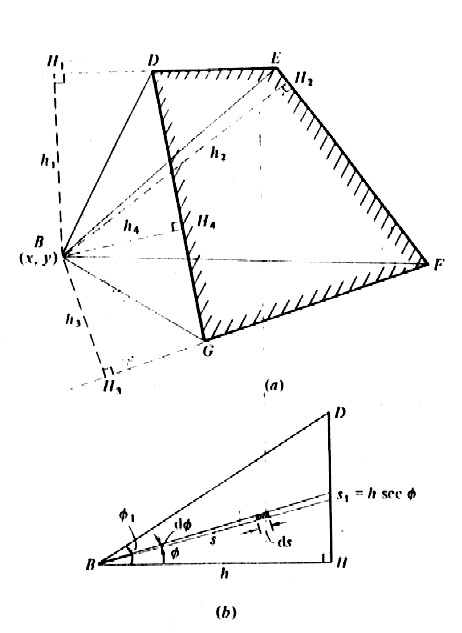 H₁ D E
H₂
h₁ h₂
B h₄ H₄
(x, y) F
h₃
G
H₃ (a)
D
s₁ = h sec ϕ
ϕ₁ dϕ
s
ϕ ds
B h H
(b)